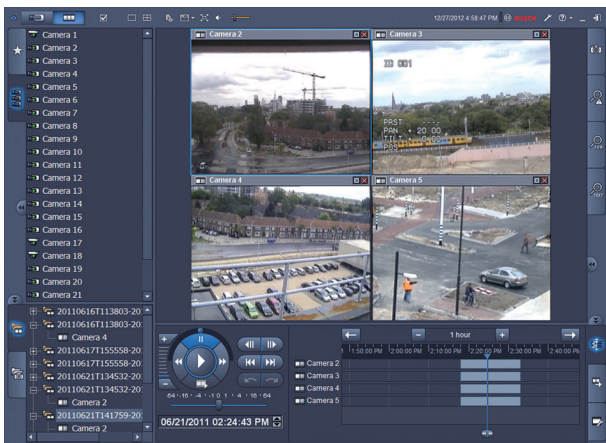 12/27/2012 4:58:47 PM
BOSCH
Camera 1
Camera 2
Camera 3
Camera 4
Camera 5
Camera 6
Camera 7
Camera 8
Camera 9
Camera 10
Camera 11
Camera 12
Camera 13
Camera 14
Camera 15
Camera 16
Camera 17
Camera 18
Camera 19
Camera 20
Camera 21
Camera 2
Camera 3
ID 001
PRST ----
PAN + 20 00
Camera 4
Camera 5
TEXT
20110616T113803-20
20110616T113803-20
Camera 4
20110617T155558-20
20110617T155558-20
20110621T134532-20
20110621T134532-20
Camera 2
20110621T141759-20
Camera 2
64 16 4 1 0 1 4 16 64
06/21/2011 02:24:43 PM
1 hour
1:50:00 PM 2:00:00 PM 2:10:00 PM 2:20:00 PM 2:30:00 PM 2:40:00 PM
Camera 2
Camera 3
Camera 4
Camera 5